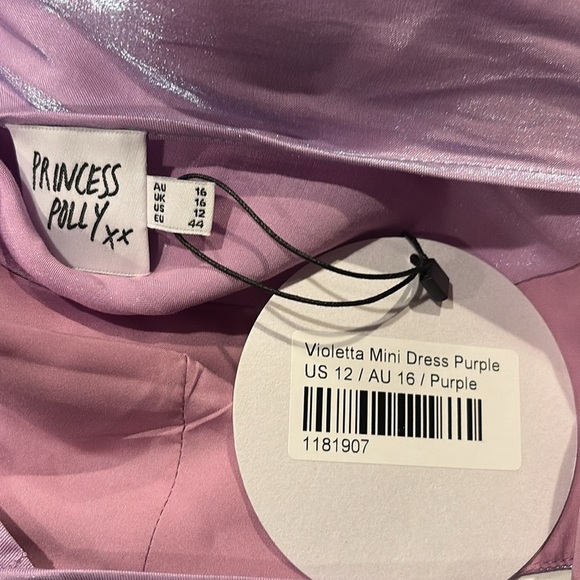 PRINCESS
POLLY xx
AU 16
UK 16
US 12
EU 44
Violetta Mini Dress Purple
US 12 / AU 16 / Purple
1181907